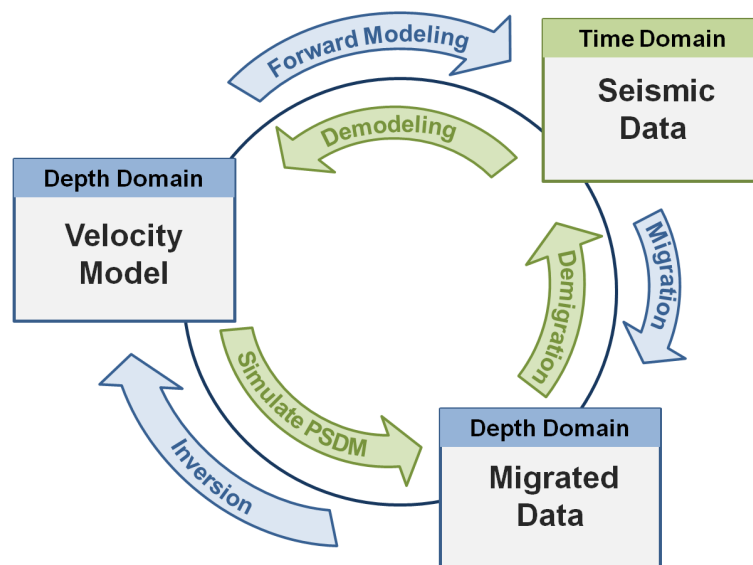 Forward Modeling
Time Domain
Seismic
Data
Demodeling
Depth Domain
Velocity
Model
Migration
Demigration
Simulate PSDM
Inversion
Depth Domain
Migrated
Data